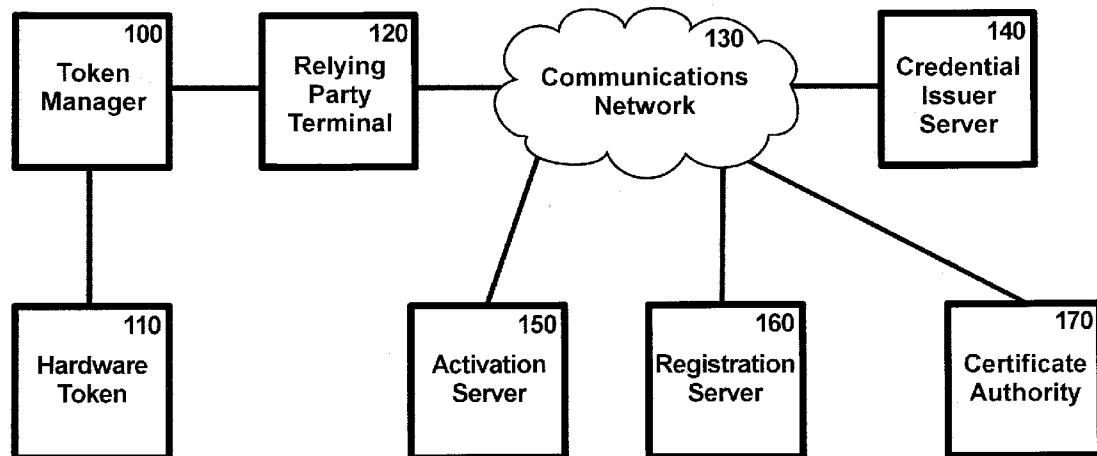 100
Token
Manager
120
Relying
Party
Terminal
130
Communications
Network
140
Credential
Issuer
Server
110
Hardware
Token
150
Activation
Server
160
Registration
Server
170
Certificate
Authority